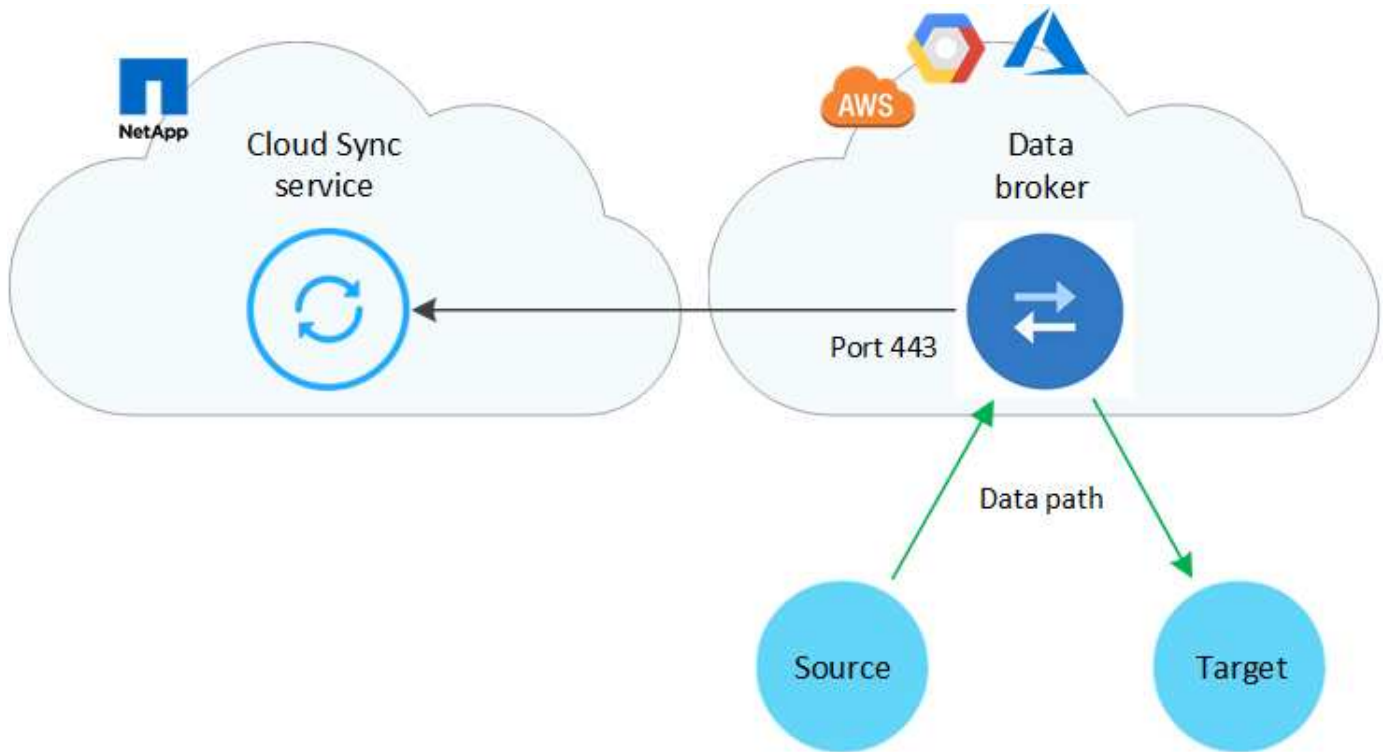 NetApp
Cloud Sync
service
AWS
Data
broker
Port 443
Data path
Source
Target